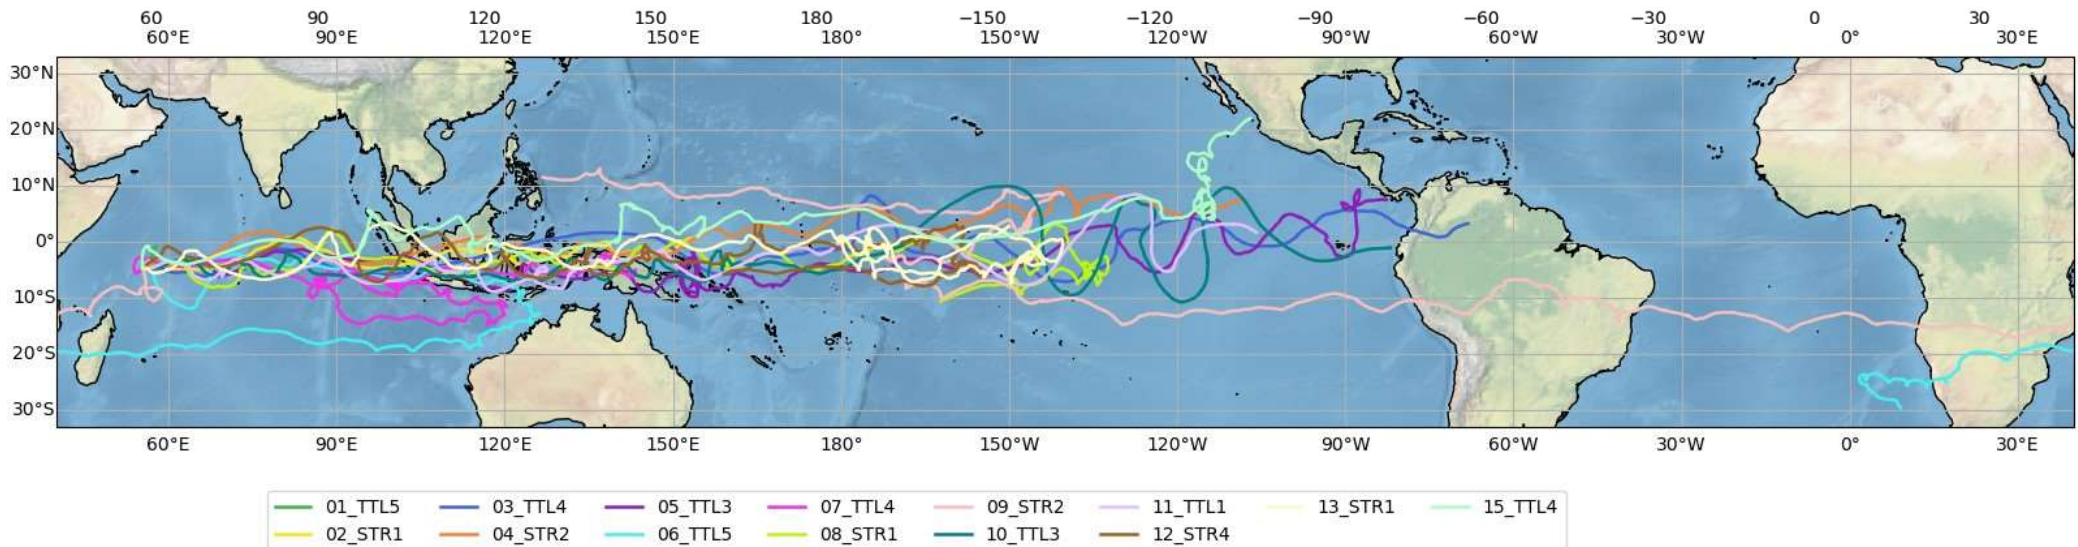 60 90 120 150 180 −150 −120 −90 −60 −30 0 30
60°E 90°E 120°E 150°E 180° 150°W 120°W 90°W 60°W 30°W 0° 30°E
30°N
20°N
10°N
0°
10°S
20°S
30°S
60°E 90°E 120°E 150°E 180° 150°W 120°W 90°W 60°W 30°W 0° 30°E
01_TTL5 03_TTL4 05_TTL3 07_TTL4 09_STR2 11_TTL1 13_STR1 15_TTL4
02_STR1 04_STR2 06_TTL5 08_STR1 10_TTL3 12_STR4